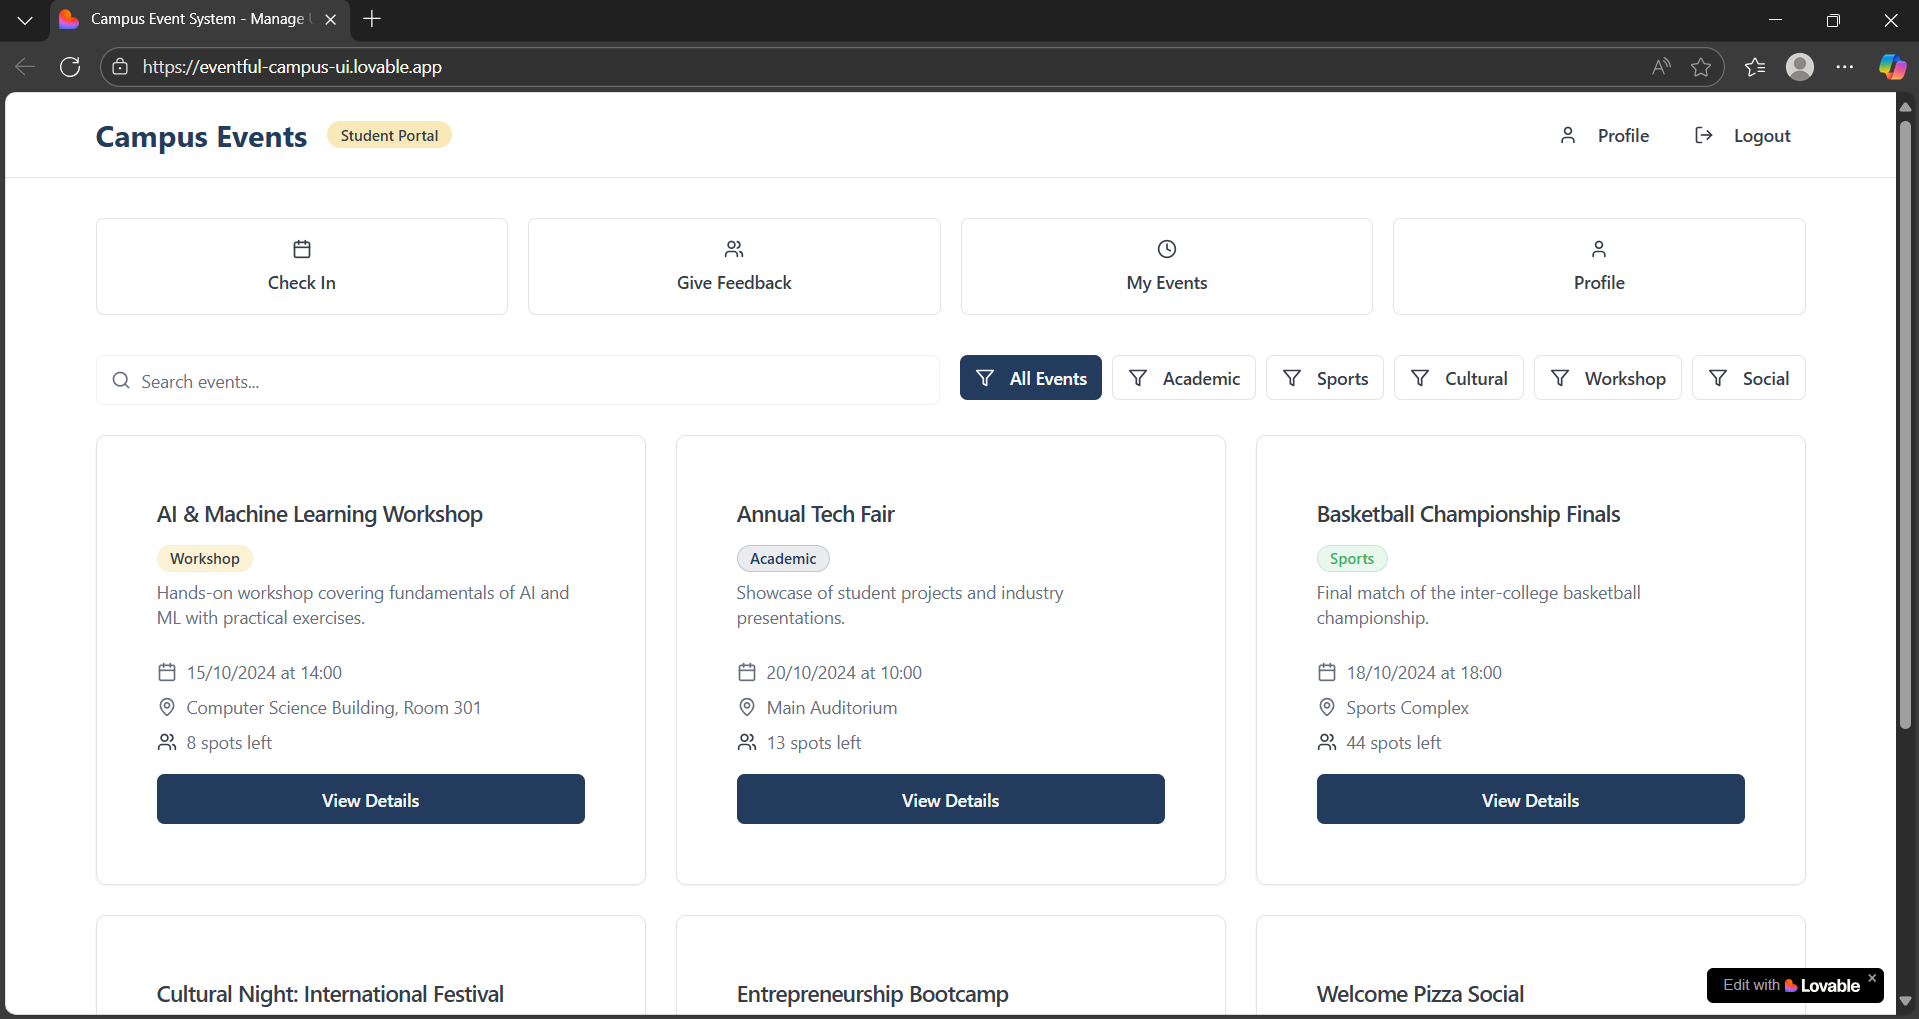 Campus Event System - Manage
https://eventful-campus-ui.lovable.app
Campus Events
Student Portal
Profile
Logout
Check In
Give Feedback
My Events
Profile
Search events...
All Events
Academic
Sports
Cultural
Workshop
Social
AI & Machine Learning Workshop
Workshop
Hands-on workshop covering fundamentals of AI and
ML with practical exercises.
15/10/2024 at 14:00
Computer Science Building, Room 301
8 spots left
View Details
Annual Tech Fair
Academic
Showcase of student projects and industry
presentations.
20/10/2024 at 10:00
Main Auditorium
13 spots left
View Details
Basketball Championship Finals
Sports
Final match of the inter-college basketball
championship.
18/10/2024 at 18:00
Sports Complex
44 spots left
View Details
Cultural Night: International Festival
Entrepreneurship Bootcamp
Welcome Pizza Social
Edit with Lovable